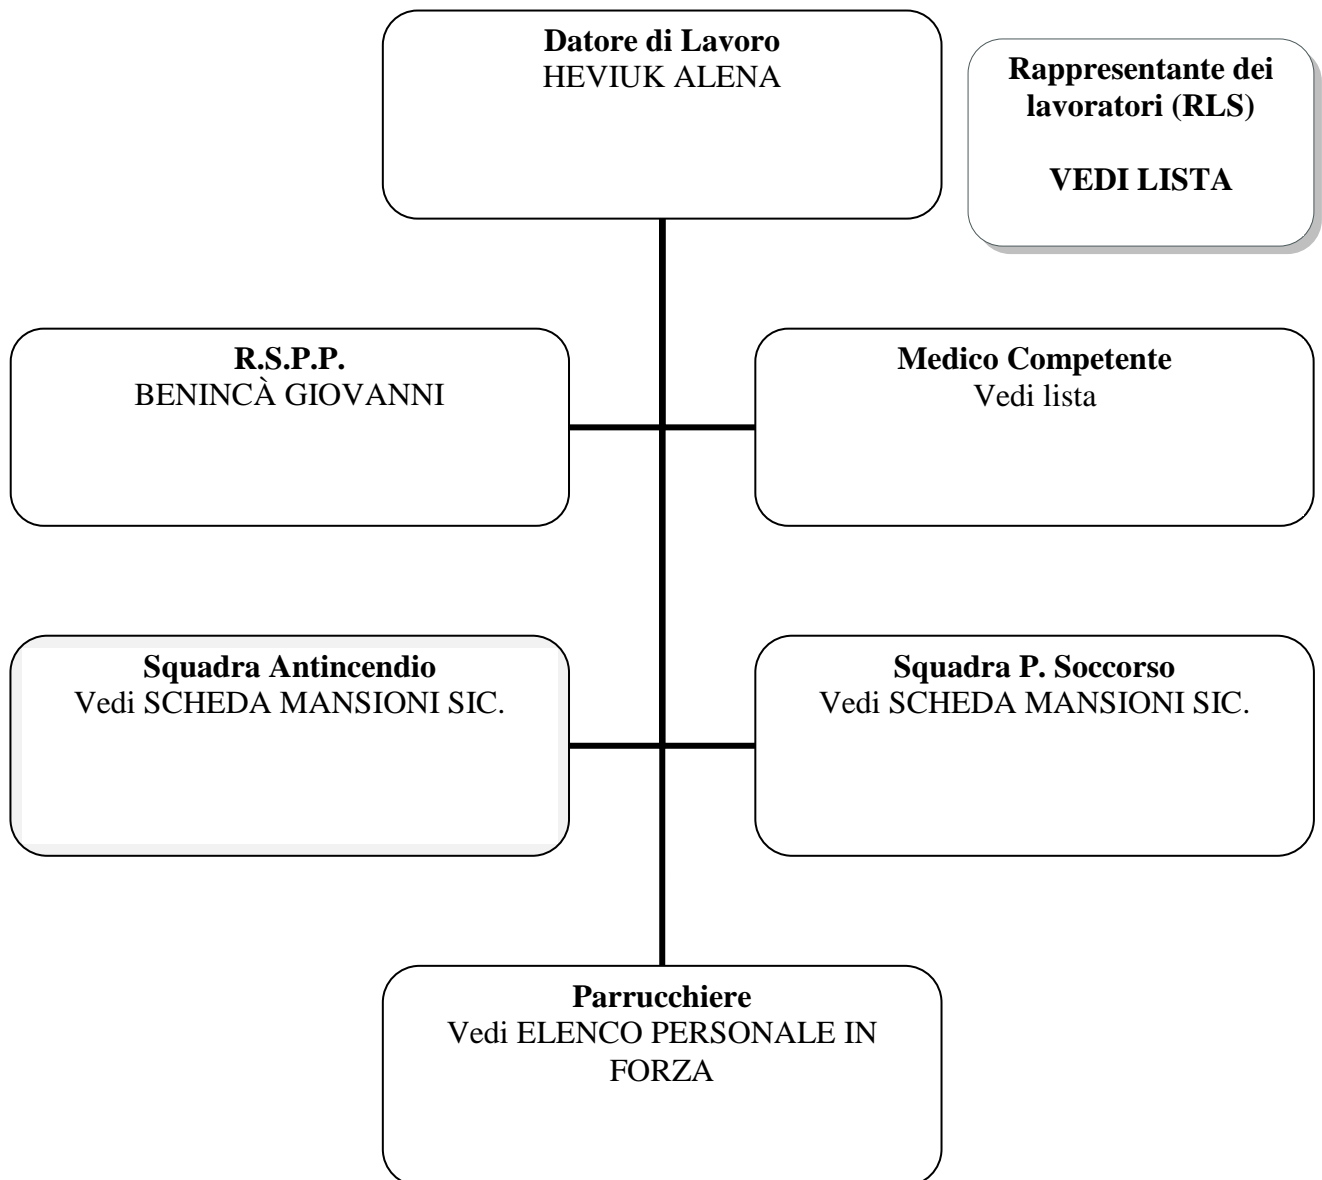 Datore di Lavoro
HEVIUK ALENA
Rappresentante dei
lavoratori (RLS)
VEDI LISTA
R.S.P.P.
BENINCÀ GIOVANNI
Medico Competente
Vedi lista
Squadra Antincendio
Vedi SCHEDA MANSIONI SIC.
Squadra P. Soccorso
Vedi SCHEDA MANSIONI SIC.
Parrucchiere
Vedi ELENCO PERSONALE IN
FORZA